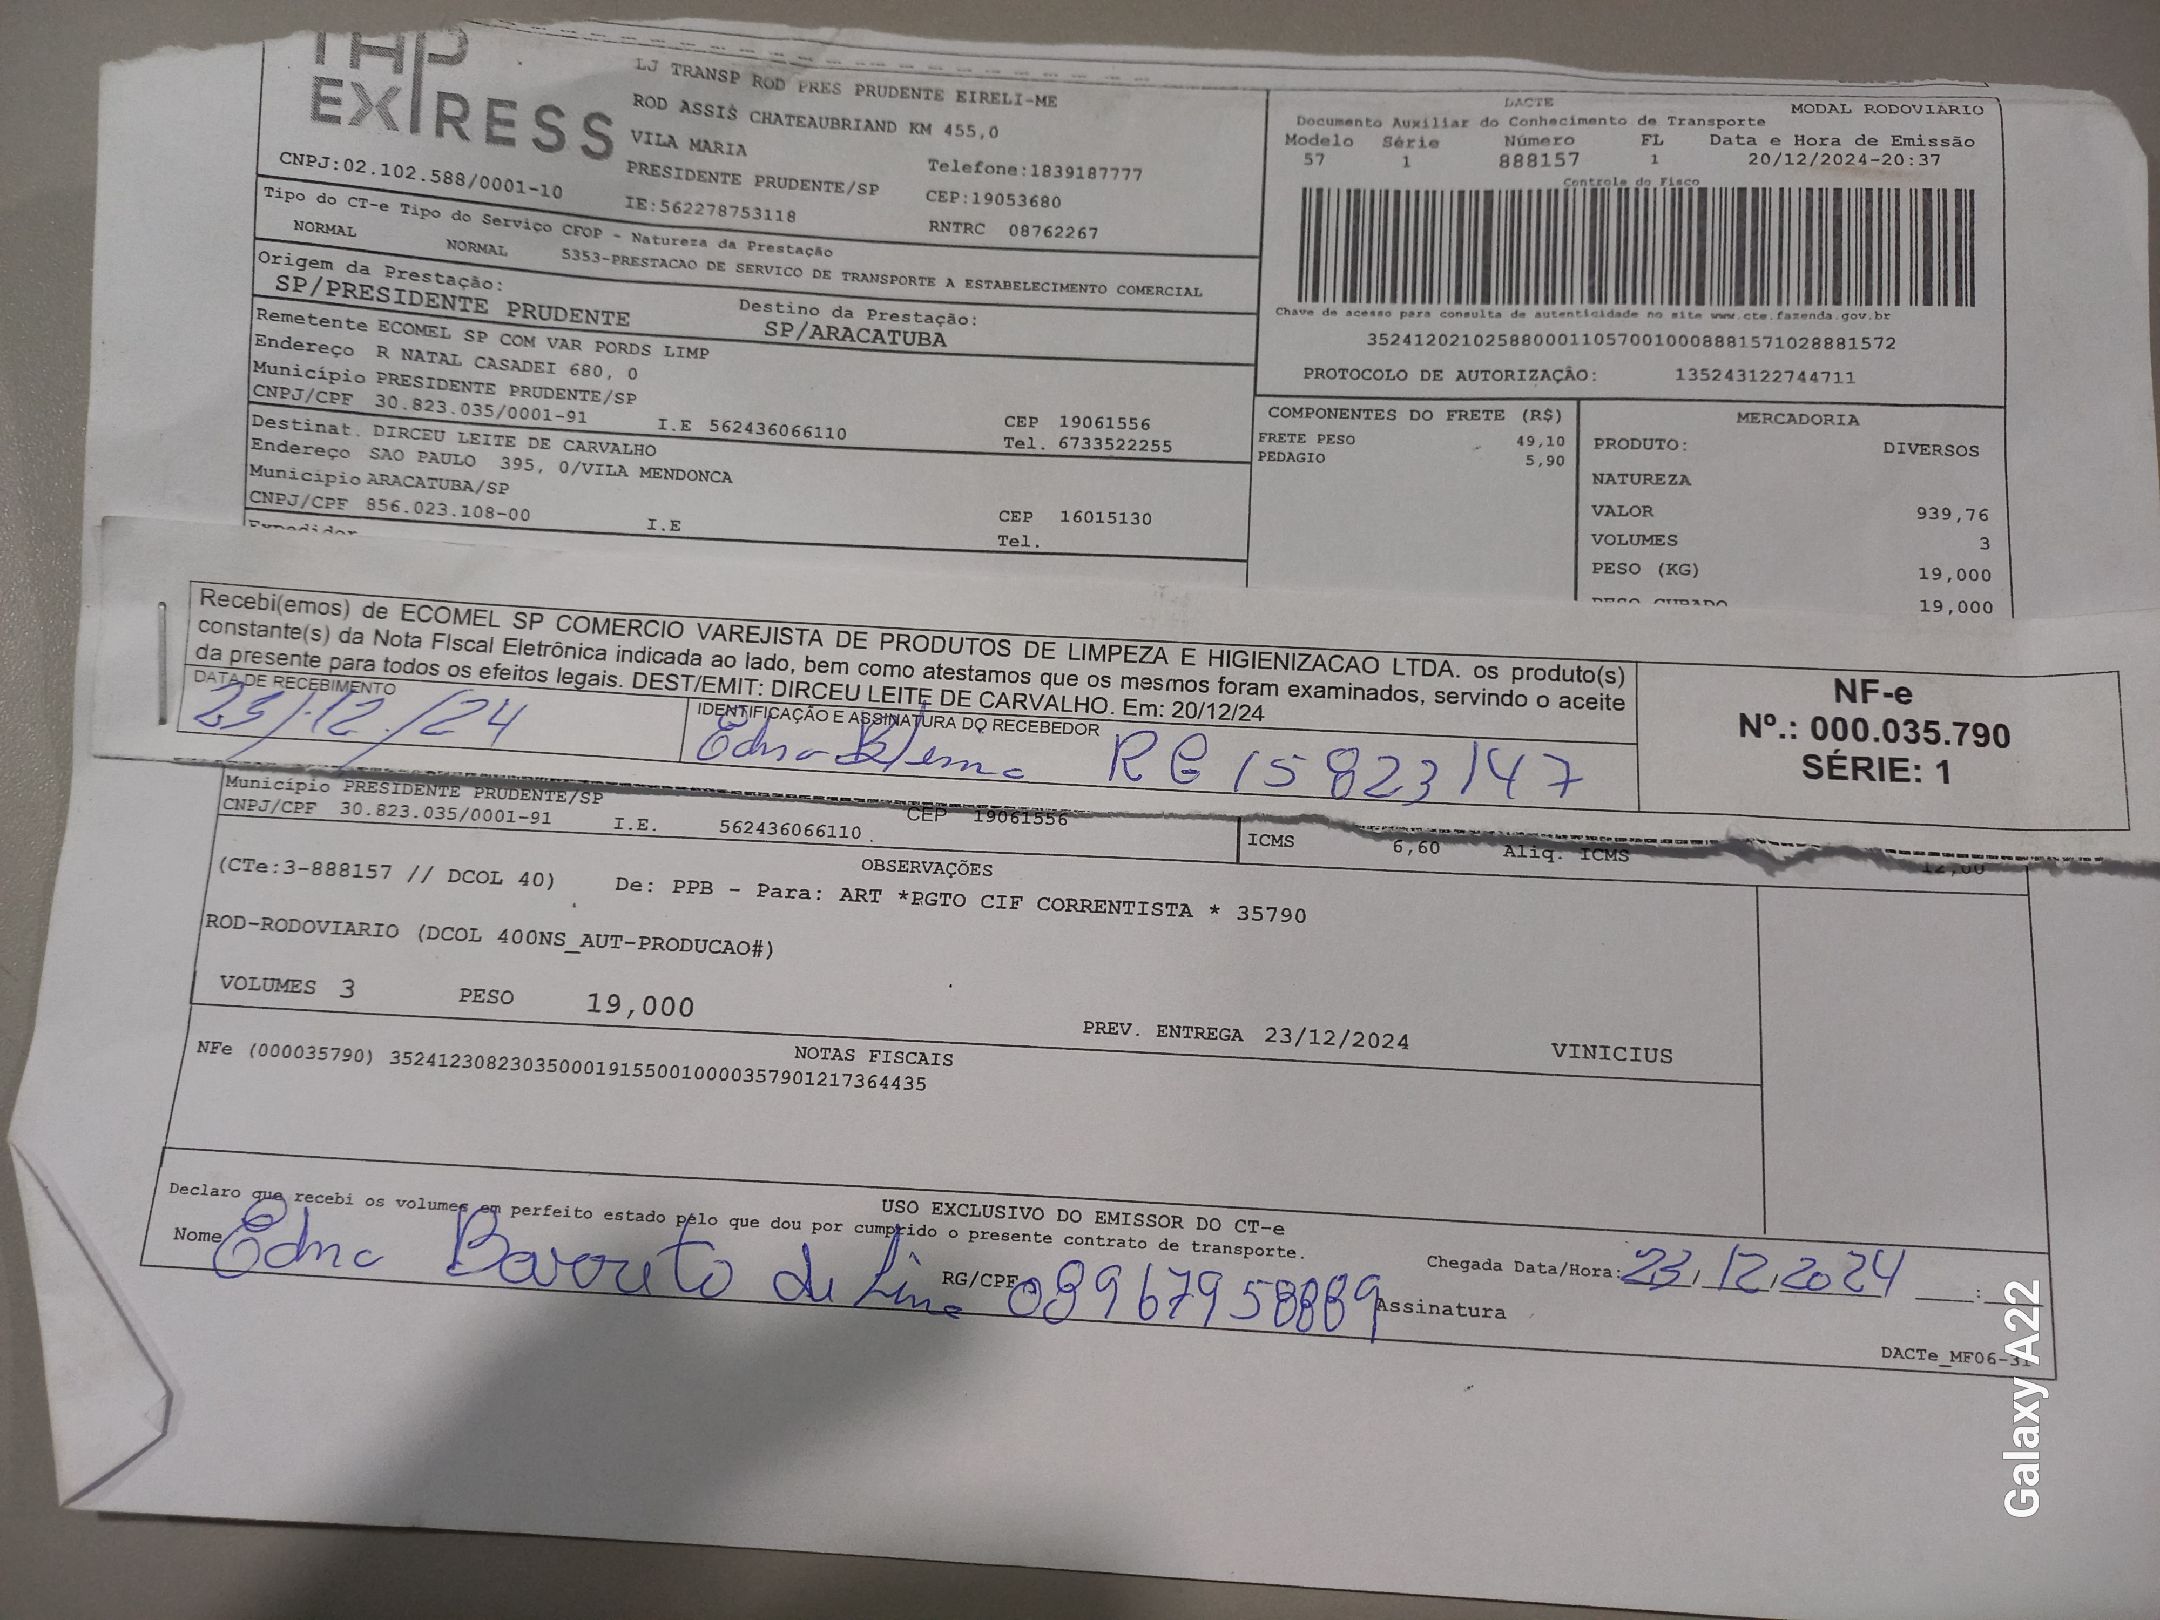 THP
EXPRESS
LJ TRANSP ROD PRES PRUDENTE EIRELI-ME
ROD ASSIS CHATEAUBRIAND KM 455,0
VILA MARIA
PRESIDENTE PRUDENTE/SP
Telefone:1839187777
CEP:19053680
CNPJ:02.102.588/0001-10
IE:562278753118
RNTRC 08762267
DACTE
MODAL RODOVIÁRIO
Documento Auxiliar do Conhecimento de Transporte
Modelo Série Número FL Data e Hora de Emissão
57 1 888157 1 20/12/2024-20:37
Controle do Fisco
Chave de acesso para consulta de autenticidade no site www.cte.fazenda.gov.br
35241202102588000110570010008881571028881572
PROTOCOLO DE AUTORIZAÇÃO: 135243122744711
Tipo do CT-e Tipo do Serviço CFOP - Natureza da Prestação
NORMAL NORMAL 5353-PRESTACAO DE SERVICO DE TRANSPORTE A ESTABELECIMENTO COMERCIAL
Origem da Prestação: Destino da Prestação:
SP/PRESIDENTE PRUDENTE SP/ARACATUBA
Remetente ECOMEL SP COM VAR PORDS LIMP
Endereço R NATAL CASADEI 680, 0
Município PRESIDENTE PRUDENTE/SP CEP 19061556
CNPJ/CPF 30.823.035/0001-91 I.E 562436066110 Tel. 6733522255
Destinat. DIRCEU LEITE DE CARVALHO
Endereço SAO PAULO 395, 0/VILA MENDONCA
Município ARACATUBA/SP CEP 16015130
CNPJ/CPF 856.023.108-00 I.E Tel.
Expedidor
COMPONENTES DO FRETE (R$)
FRETE PESO 49,10
PEDAGIO 5,90
MERCADORIA
PRODUTO: DIVERSOS
NATUREZA
VALOR 939,76
VOLUMES 3
PESO (KG) 19,000
PESO CUBADO 19,000
Recebi(emos) de ECOMEL SP COMERCIO VAREJISTA DE PRODUTOS DE LIMPEZA E HIGIENIZACAO LTDA. os produto(s)
constante(s) da Nota FIscal Eletrônica indicada ao lado, bem como atestamos que os mesmos foram examinados, servindo o aceite
da presente para todos os efeitos legais. DEST/EMIT: DIRCEU LEITE DE CARVALHO. Em: 20/12/24
DATA DE RECEBIMENTO
23/12/24
IDENTIFICAÇÃO E ASSINATURA DO RECEBEDOR
Edna RG 15823147
NF-e
Nº.: 000.035.790
SÉRIE: 1
Município PRESIDENTE PRUDENTE/SP CEP 19061556
CNPJ/CPF 30.823.035/0001-91 I.E. 562436066110
ICMS 6,60 Aliq. ICMS 12,00
OBSERVAÇÕES
(CTe:3-888157 // DCOL 40) De: PPB - Para: ART *PGTO CIF CORRENTISTA * 35790
ROD-RODOVIARIO (DCOL 400NS_AUT-PRODUCAO#)
VOLUMES 3 PESO 19,000 PREV. ENTREGA 23/12/2024 VINICIUS
NOTAS FISCAIS
NFe (000035790) 35241230823035000191550010000357901217364435
USO EXCLUSIVO DO EMISSOR DO CT-e
Declaro que recebi os volumes em perfeito estado pelo que dou por cumprido o presente contrato de transporte.
Nome Edna Barreto de Lima RG/CPF 08967958889 Assinatura
Chegada Data/Hora: 23,12,2024 :
DACTe_MF06-31
Galaxy A22